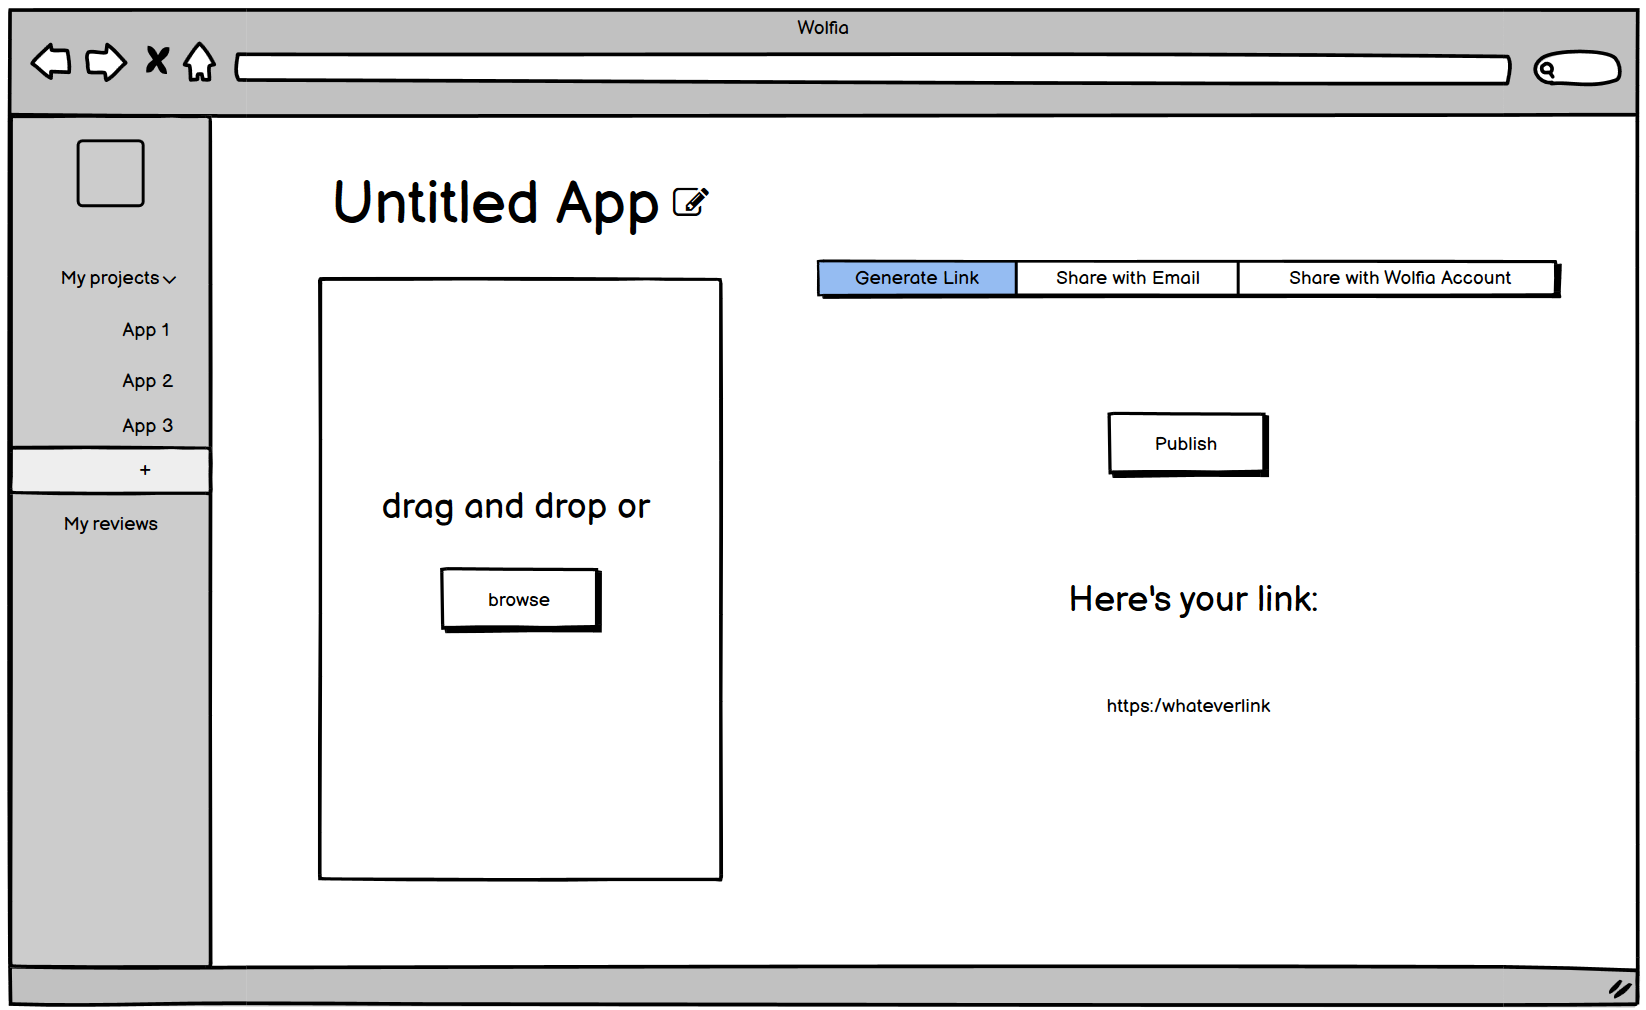 Wolfia
My projects
App 1
App 2
App 3
+
My reviews
Untitled App
drag and drop or
browse
Generate Link
Share with Email
Share with Wolfia Account
Publish
Here's your link:
https:/whateverlink